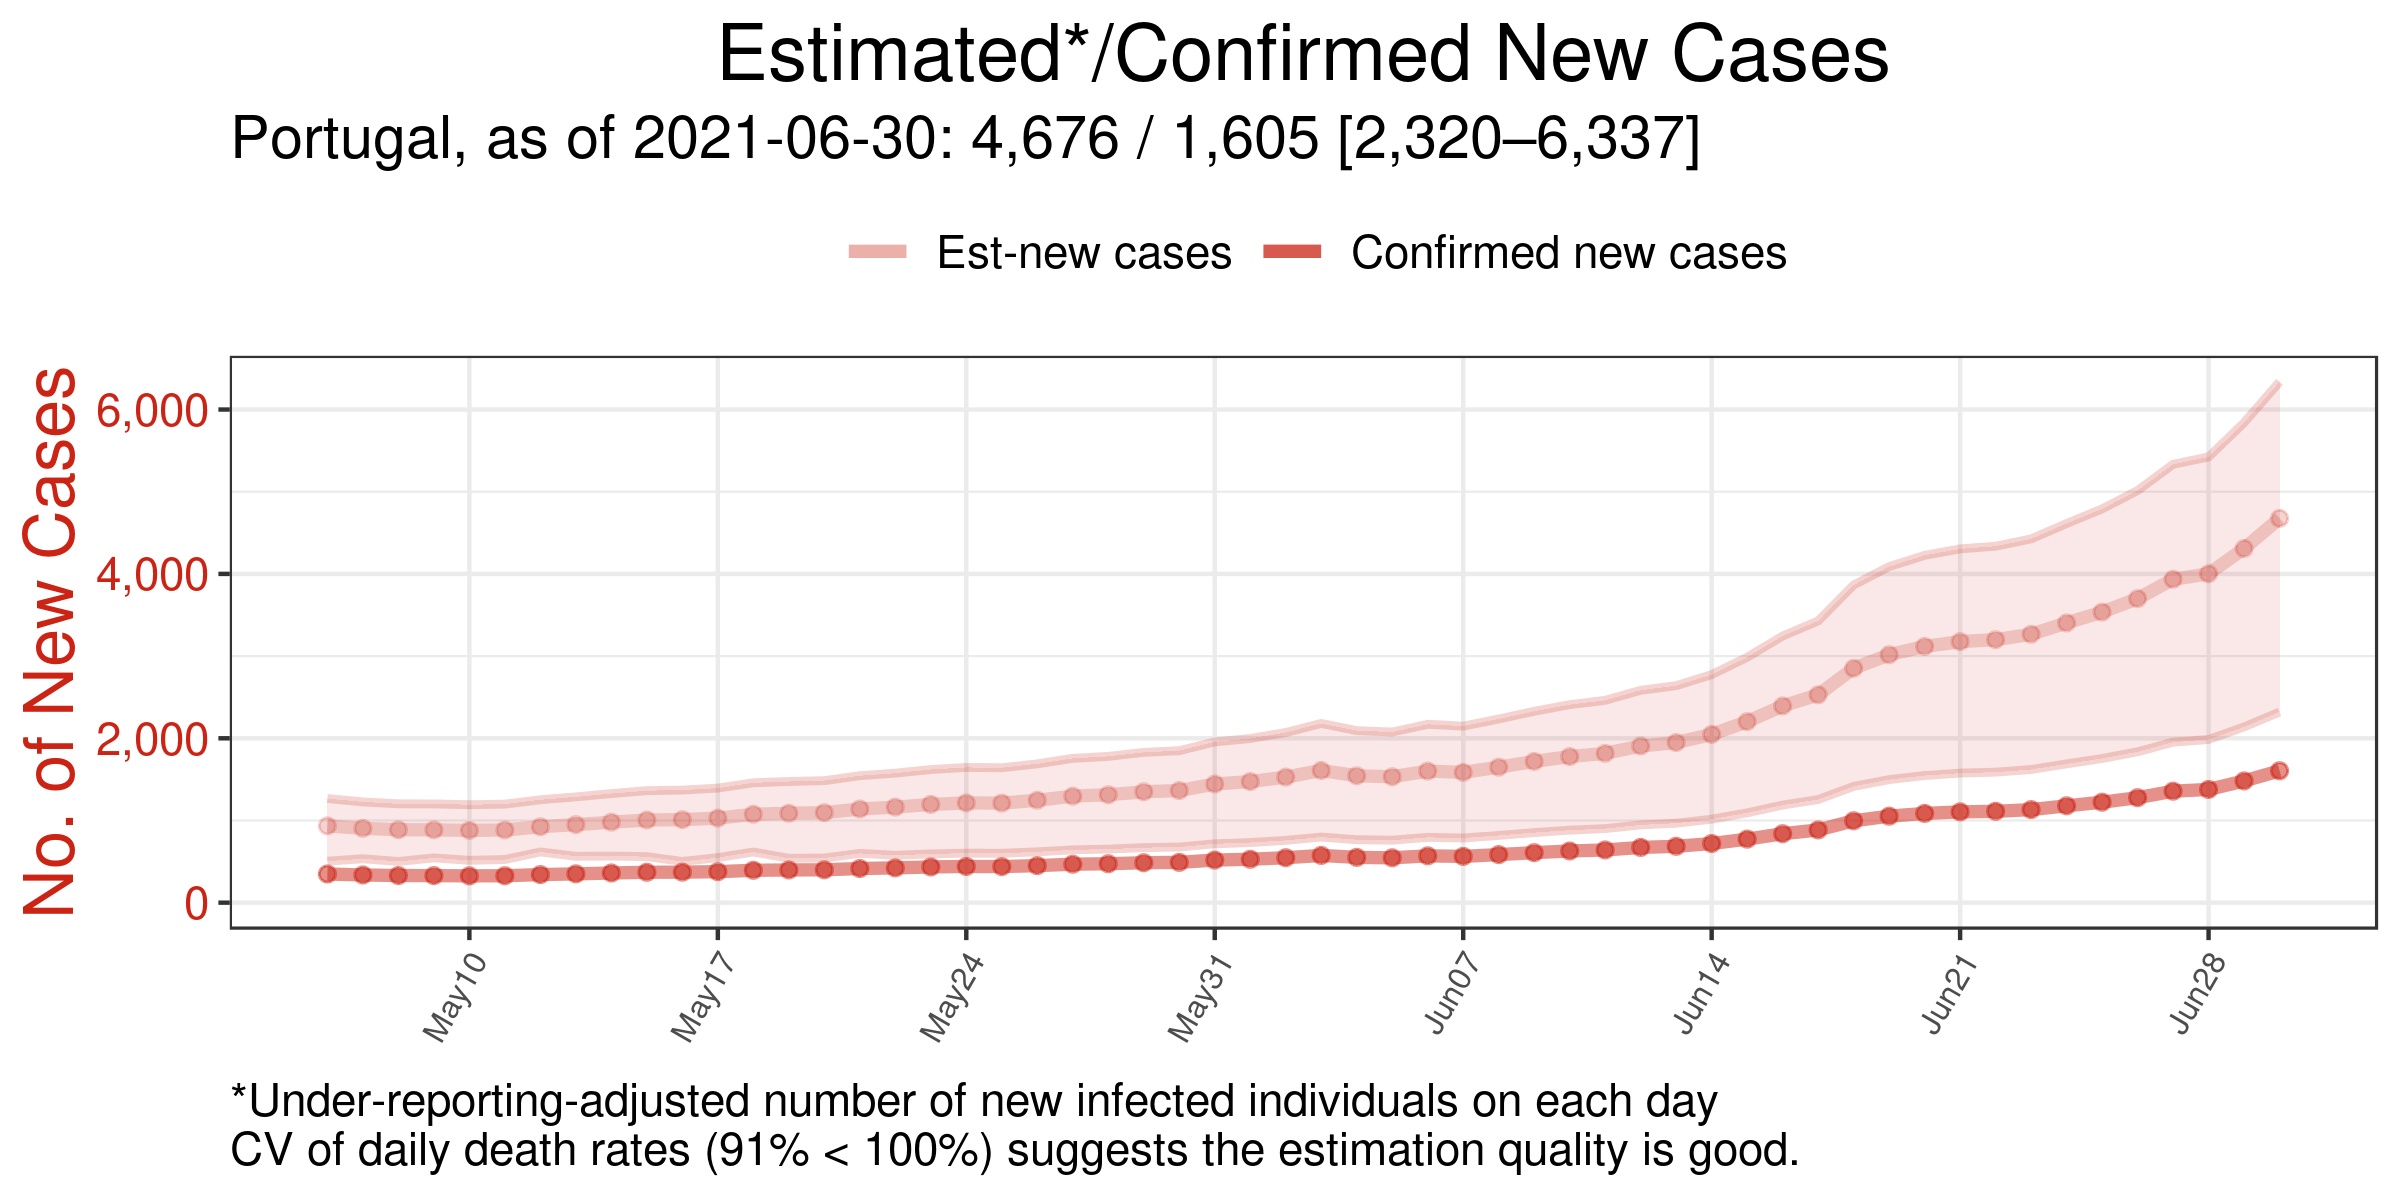 Estimated*/Confirmed New Cases
Portugal, as of 2021-06-30: 4,676 / 1,605 [2,320–6,337]
Est-new cases
Confirmed new cases
No. of New Cases
6,000
4,000
2,000
0
May10
May17
May24
May31
Jun07
Jun14
Jun21
Jun28
*Under-reporting-adjusted number of new infected individuals on each day
CV of daily death rates (91% < 100%) suggests the estimation quality is good.